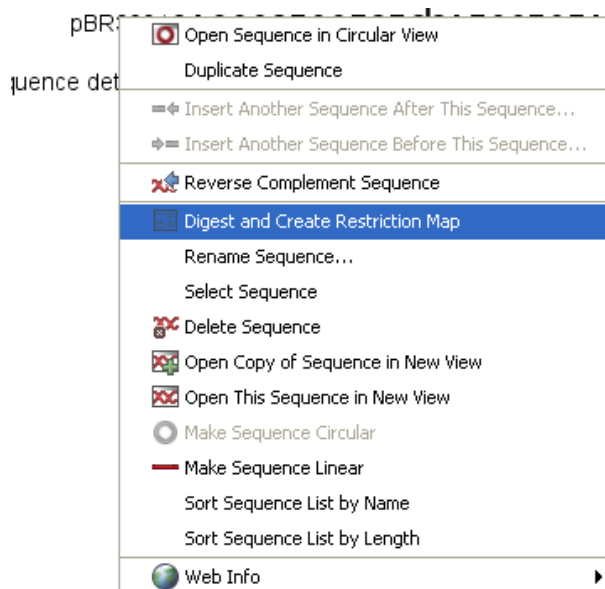 pBR
Open Sequence in Circular View
Duplicate Sequence
quence det
Insert Another Sequence After This Sequence...
Insert Another Sequence Before This Sequence...
Reverse Complement Sequence
Digest and Create Restriction Map
Rename Sequence...
Select Sequence
Delete Sequence
Open Copy of Sequence in New View
Open This Sequence in New View
Make Sequence Circular
Make Sequence Linear
Sort Sequence List by Name
Sort Sequence List by Length
Web Info